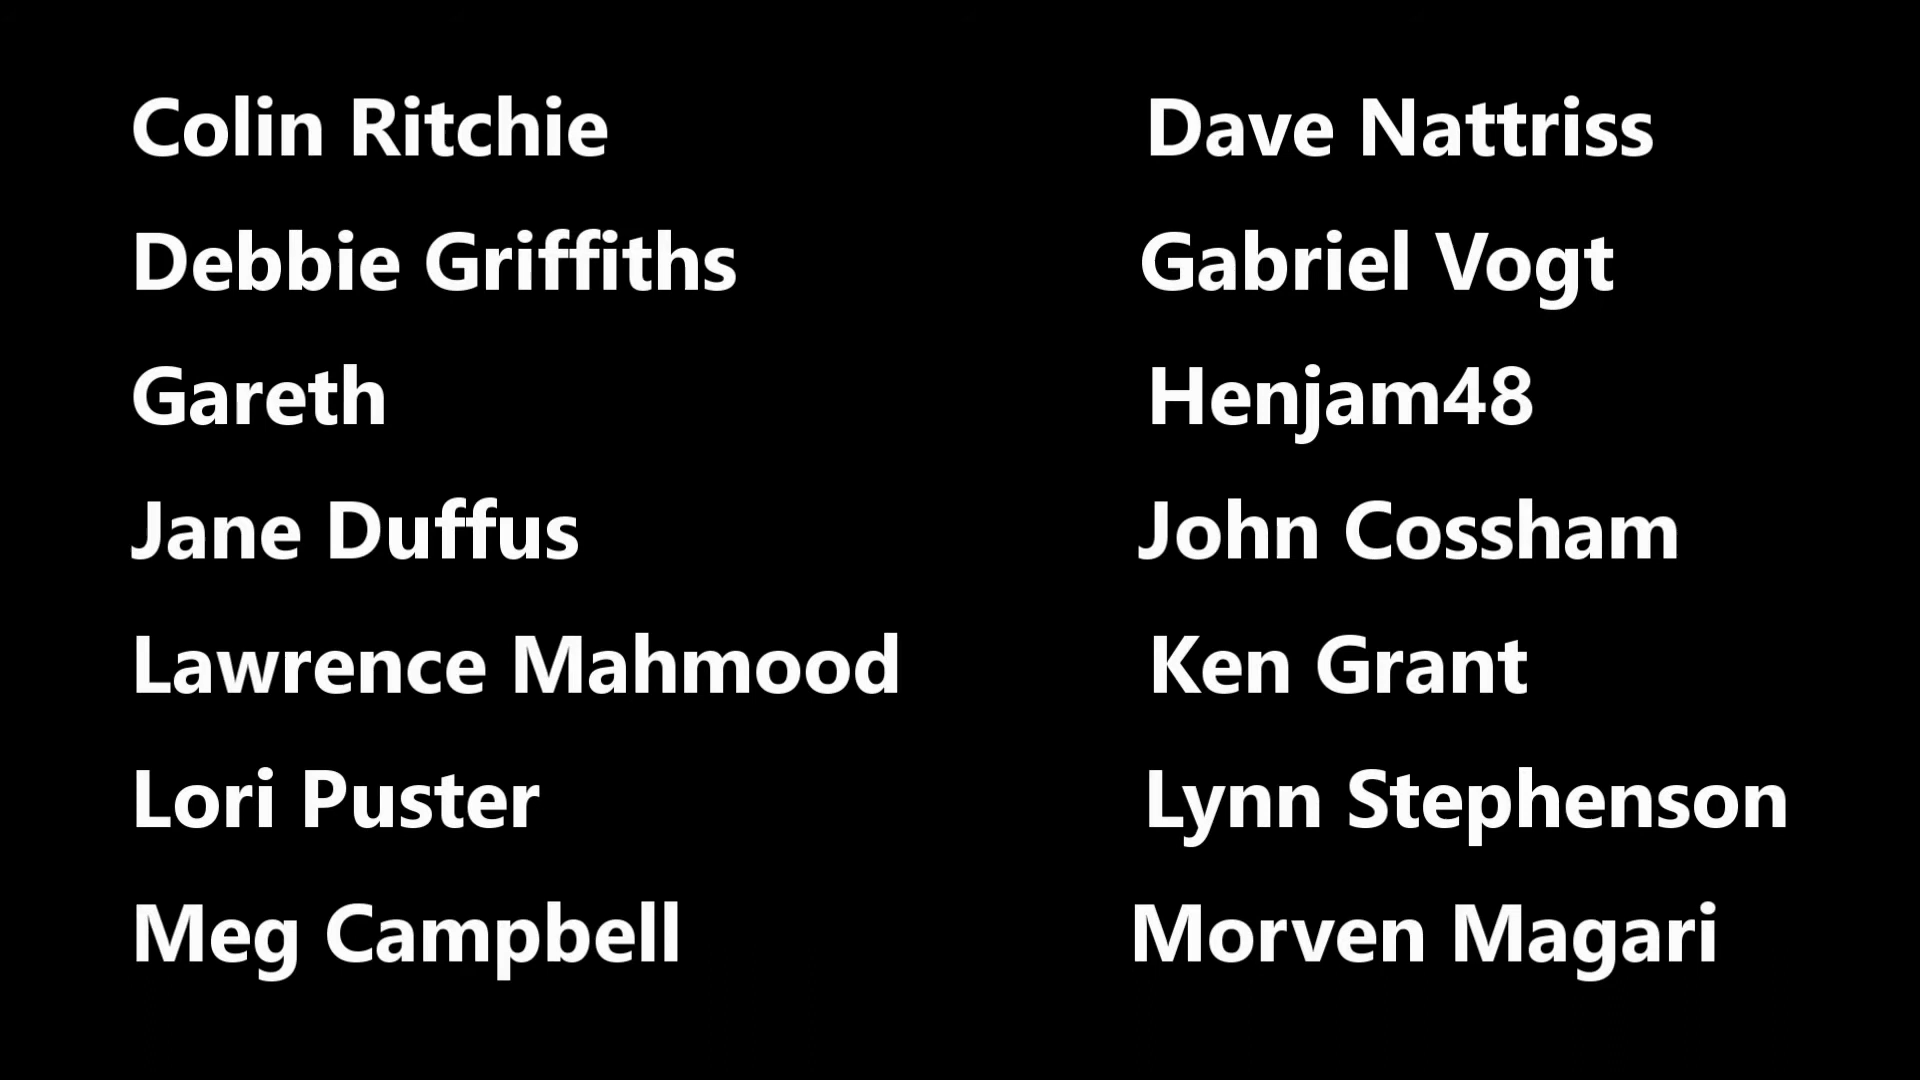 Colin Ritchie
Dave Nattriss
Debbie Griffiths
Gabriel Vogt
Gareth
Henjam48
Jane Duffus
John Cossham
Lawrence Mahmood
Ken Grant
Lori Puster
Lynn Stephenson
Meg Campbell
Morven Magari